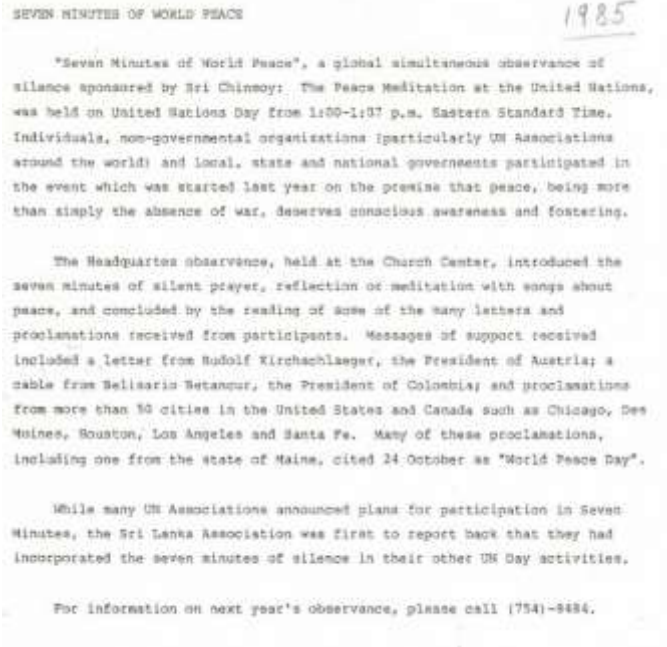 SEVEN MINUTES OF WORLD PEACE
1985
"Seven Minutes of World Peace", a global simultaneous observance of
silence sponsored by Sri Chinmoy: The Peace Meditation at the United Nations,
was held on United Nations Day from 1:00-1:07 p.m. Eastern Standard Time.
Individuals, non-governmental organizations (particularly UN Associations
around the world) and local, state and national governments participated in
the event which was started last year on the premise that peace, being more
than simply the absence of war, deserves conscious awareness and fostering.
The Headquartes observance, held at the Church Center, introduced the
seven minutes of silent prayer, reflection or meditation with songs about
peace, and concluded by the reading of some of the many letters and
proclamations received from participants. Messages of support received
included a letter from Rudolf Kirchschlaeger, the President of Austria; a
cable from Belisario Betancur, the President of Colombia; and proclamations
from more than 50 cities in the United States and Canada such as Chicago, Des
Moines, Houston, Los Angeles and Santa Fe. Many of these proclamations,
including one from the state of Maine, cited 24 October as "World Peace Day".
While many UN Associations announced plans for participation in Seven
Minutes, the Sri Lanka Association was first to report back that they had
incorporated the seven minutes of silence in their other UN Day activities.
For information on next year's observance, please call (754)-8484.